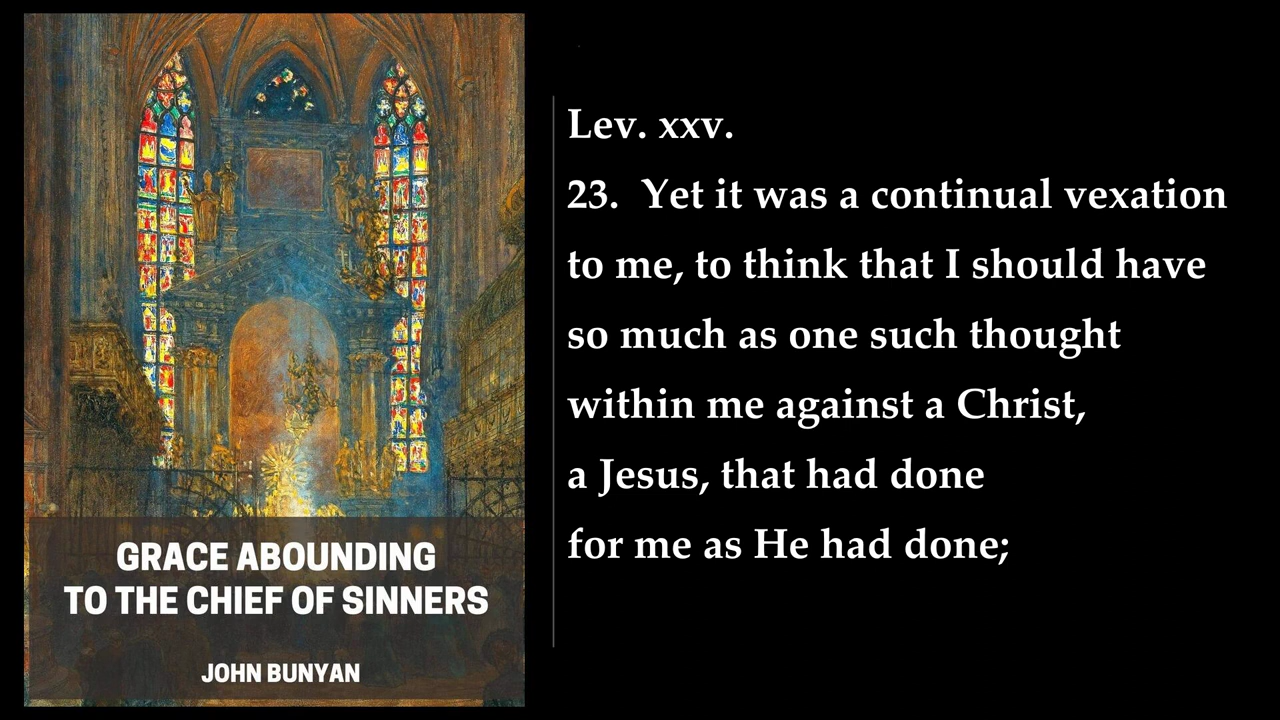 GRACE ABOUNDING
TO THE CHIEF OF SINNERS
JOHN BUNYAN
Lev. xxv.
23. Yet it was a continual vexation
to me, to think that I should have
so much as one such thought
within me against a Christ,
a Jesus, that had done
for me as He had done;